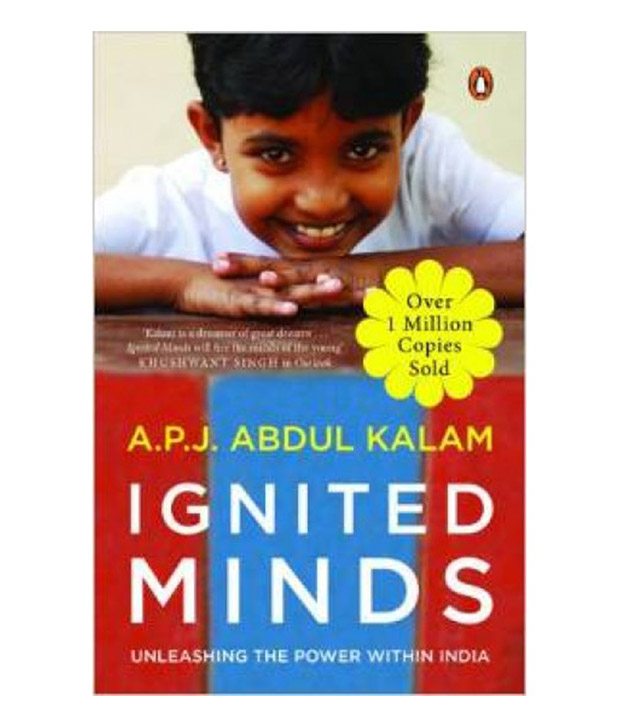 Over
1 Million
Copies
Sold
'Kalam is a dreamer of great dreams . . .
Ignited Minds will fire the minds of the young'
KHUSHWANT SINGH in Outlook
A.P.J. ABDUL KALAM
IGNITED
MINDS
UNLEASHING THE POWER WITHIN INDIA